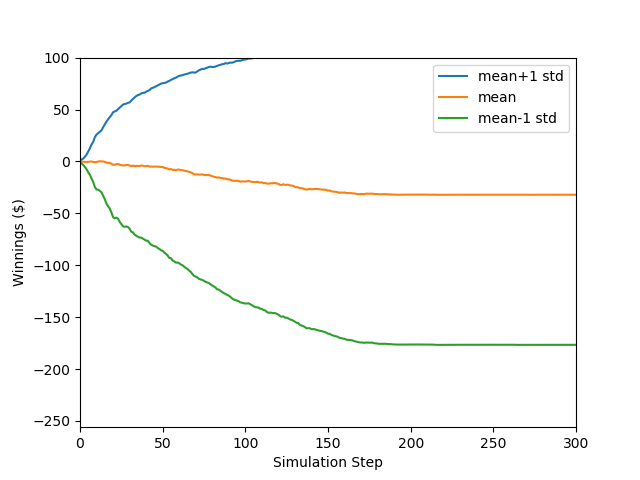 100
50
0
−50
−100
−150
−200
−250
Winnings ($)
0 50 100 150 200 250 300
Simulation Step
mean+1 std
mean
mean-1 std